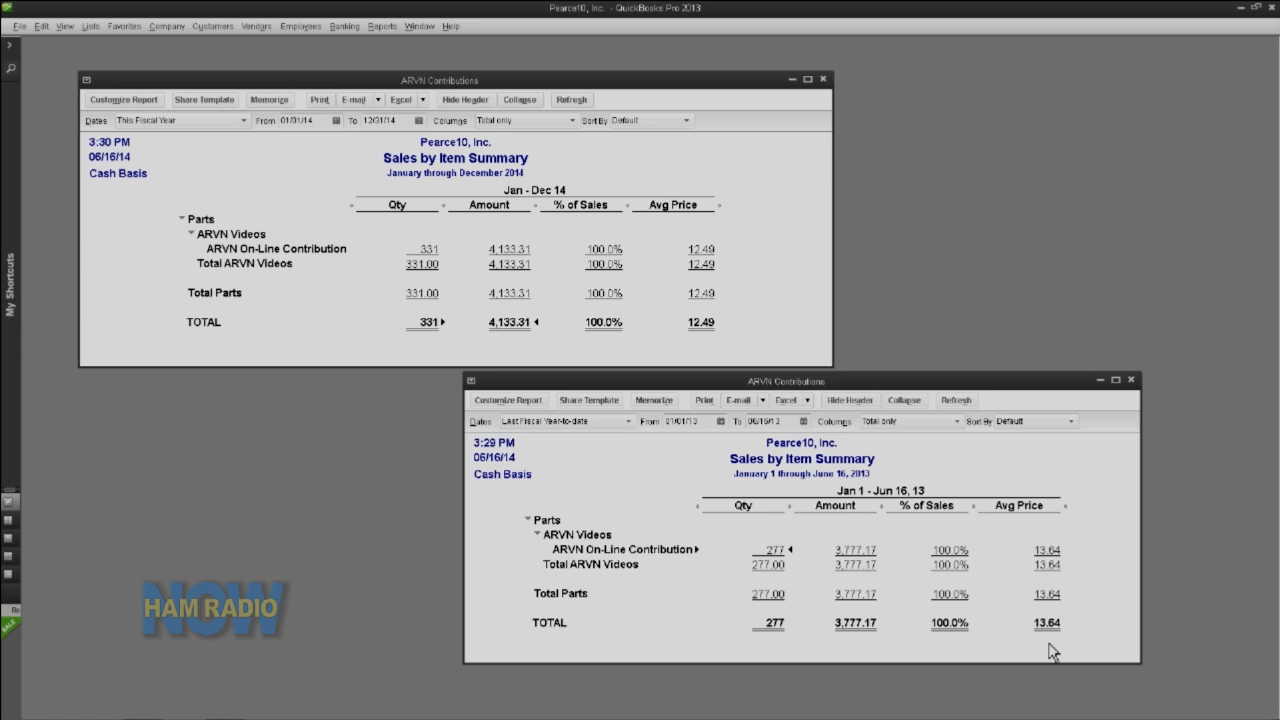 Pearce10, Inc. - QuickBooks Pro 2013
File Edit View Lists Favorites Company Customers Vendors Employees Banking Reports Window Help
My Shortcuts
ARVN Contributions
Customize Report Share Template Memorize Print E-mail Excel Hide Header Collapse Refresh
Dates This Fiscal Year From 01/01/14 To 12/31/14 Columns Total only Sort By Default
3:30 PM Pearce10, Inc.
06/16/14 Sales by Item Summary
Cash Basis January through December 2014
Jan - Dec 14
Qty Amount % of Sales Avg Price
Parts
ARVN Videos
ARVN On-Line Contribution 331 4,133.31 100.0% 12.49
Total ARVN Videos 331.00 4,133.31 100.0% 12.49
Total Parts 331.00 4,133.31 100.0% 12.49
TOTAL 331 4,133.31 100.0% 12.49
ARVN Contributions
Customize Report Share Template Memorize Print E-mail Excel Hide Header Collapse Refresh
Dates Last Fiscal Year-to-date From 01/01/13 To 06/16/13 Columns Total only Sort By Default
3:29 PM Pearce10, Inc.
06/16/14 Sales by Item Summary
Cash Basis January 1 through June 16, 2013
Jan 1 - Jun 16, 13
Qty Amount % of Sales Avg Price
Parts
ARVN Videos
ARVN On-Line Contribution 277 3,777.17 100.0% 13.64
Total ARVN Videos 277.00 3,777.17 100.0% 13.64
Total Parts 277.00 3,777.17 100.0% 13.64
TOTAL 277 3,777.17 100.0% 13.64
HAM RADIO
NOW
Re
SALE